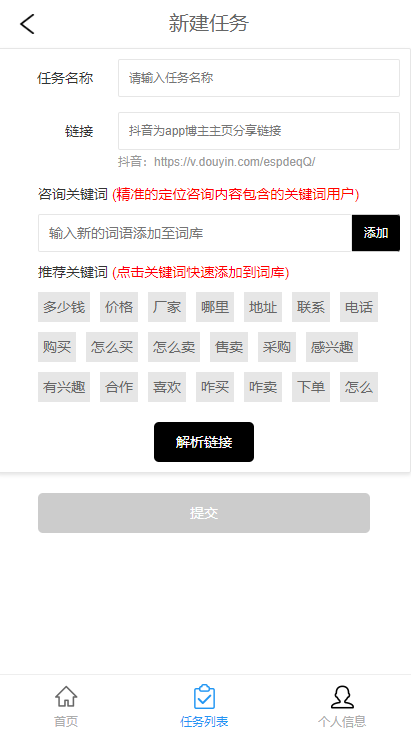 新建任务
任务名称 请输入任务名称
链接 抖音为app博主主页分享链接
抖音：https://v.douyin.com/espdeqQ/
咨询关键词 (精准的定位咨询内容包含的关键词用户)
输入新的词语添加至词库 添加
推荐关键词 (点击关键词快速添加到词库)
多少钱 价格 厂家 哪里 地址 联系 电话
购买 怎么买 怎么卖 售卖 采购 感兴趣
有兴趣 合作 喜欢 咋买 咋卖 下单 怎么
解析链接
提交
首页 任务列表 个人信息